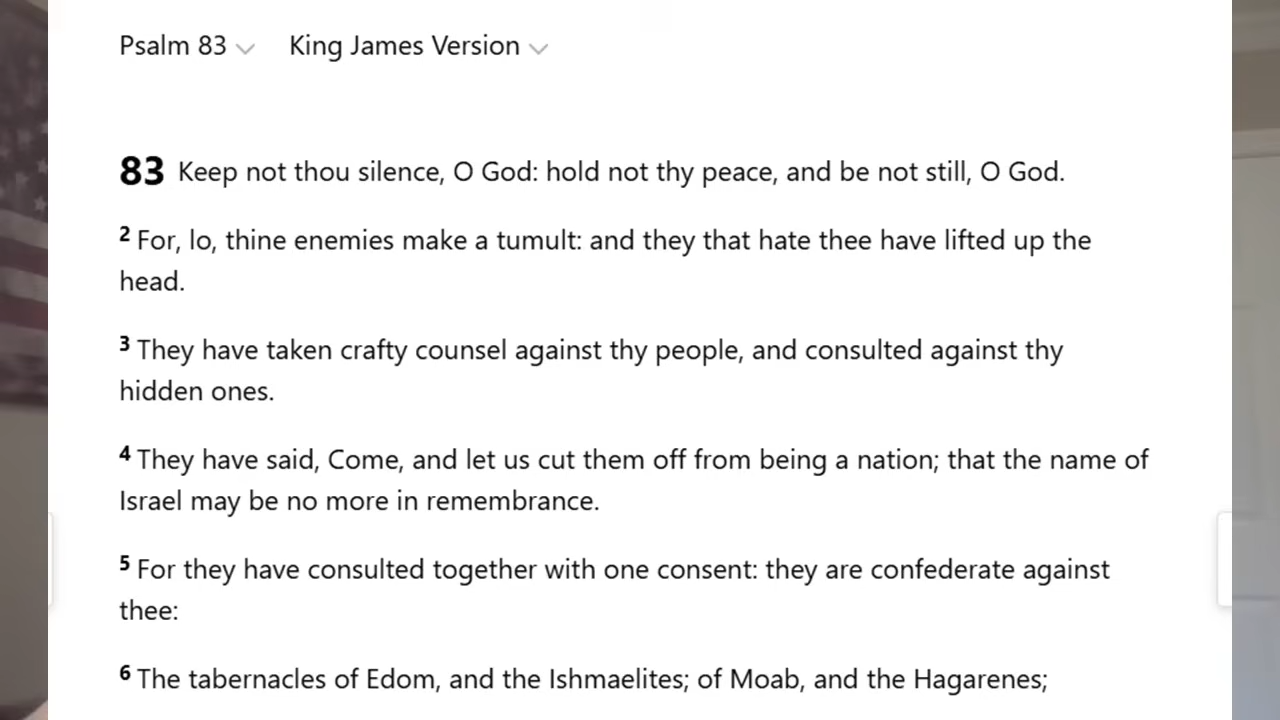 Psalm 83 King James Version
83 Keep not thou silence, O God: hold not thy peace, and be not still, O God.
2 For, lo, thine enemies make a tumult: and they that hate thee have lifted up the
head.
3 They have taken crafty counsel against thy people, and consulted against thy
hidden ones.
4 They have said, Come, and let us cut them off from being a nation; that the name of
Israel may be no more in remembrance.
5 For they have consulted together with one consent: they are confederate against
thee:
6 The tabernacles of Edom, and the Ishmaelites; of Moab, and the Hagarenes;